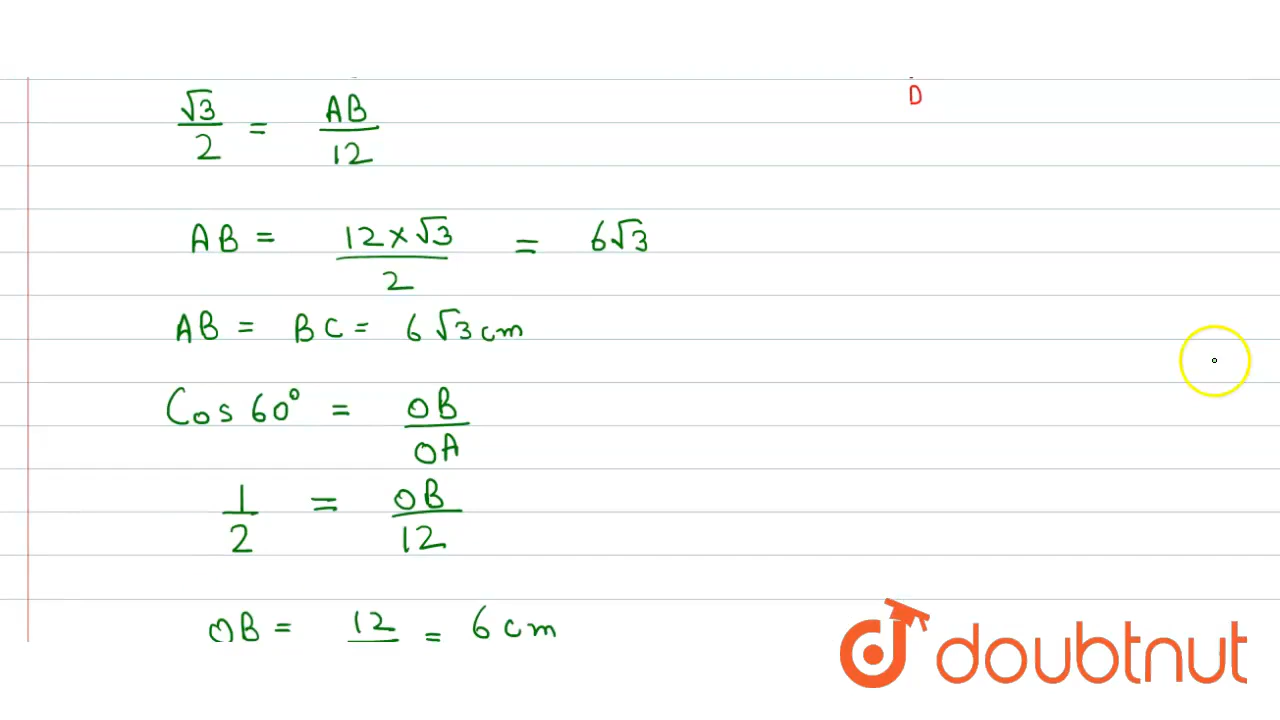 D
√3/2 = AB/12
AB = 12×√3/2 = 6√3
AB = BC = 6√3 cm
Cos 60° = OB/OA
1/2 = OB/12
OB = 12 = 6 cm
doubtnut